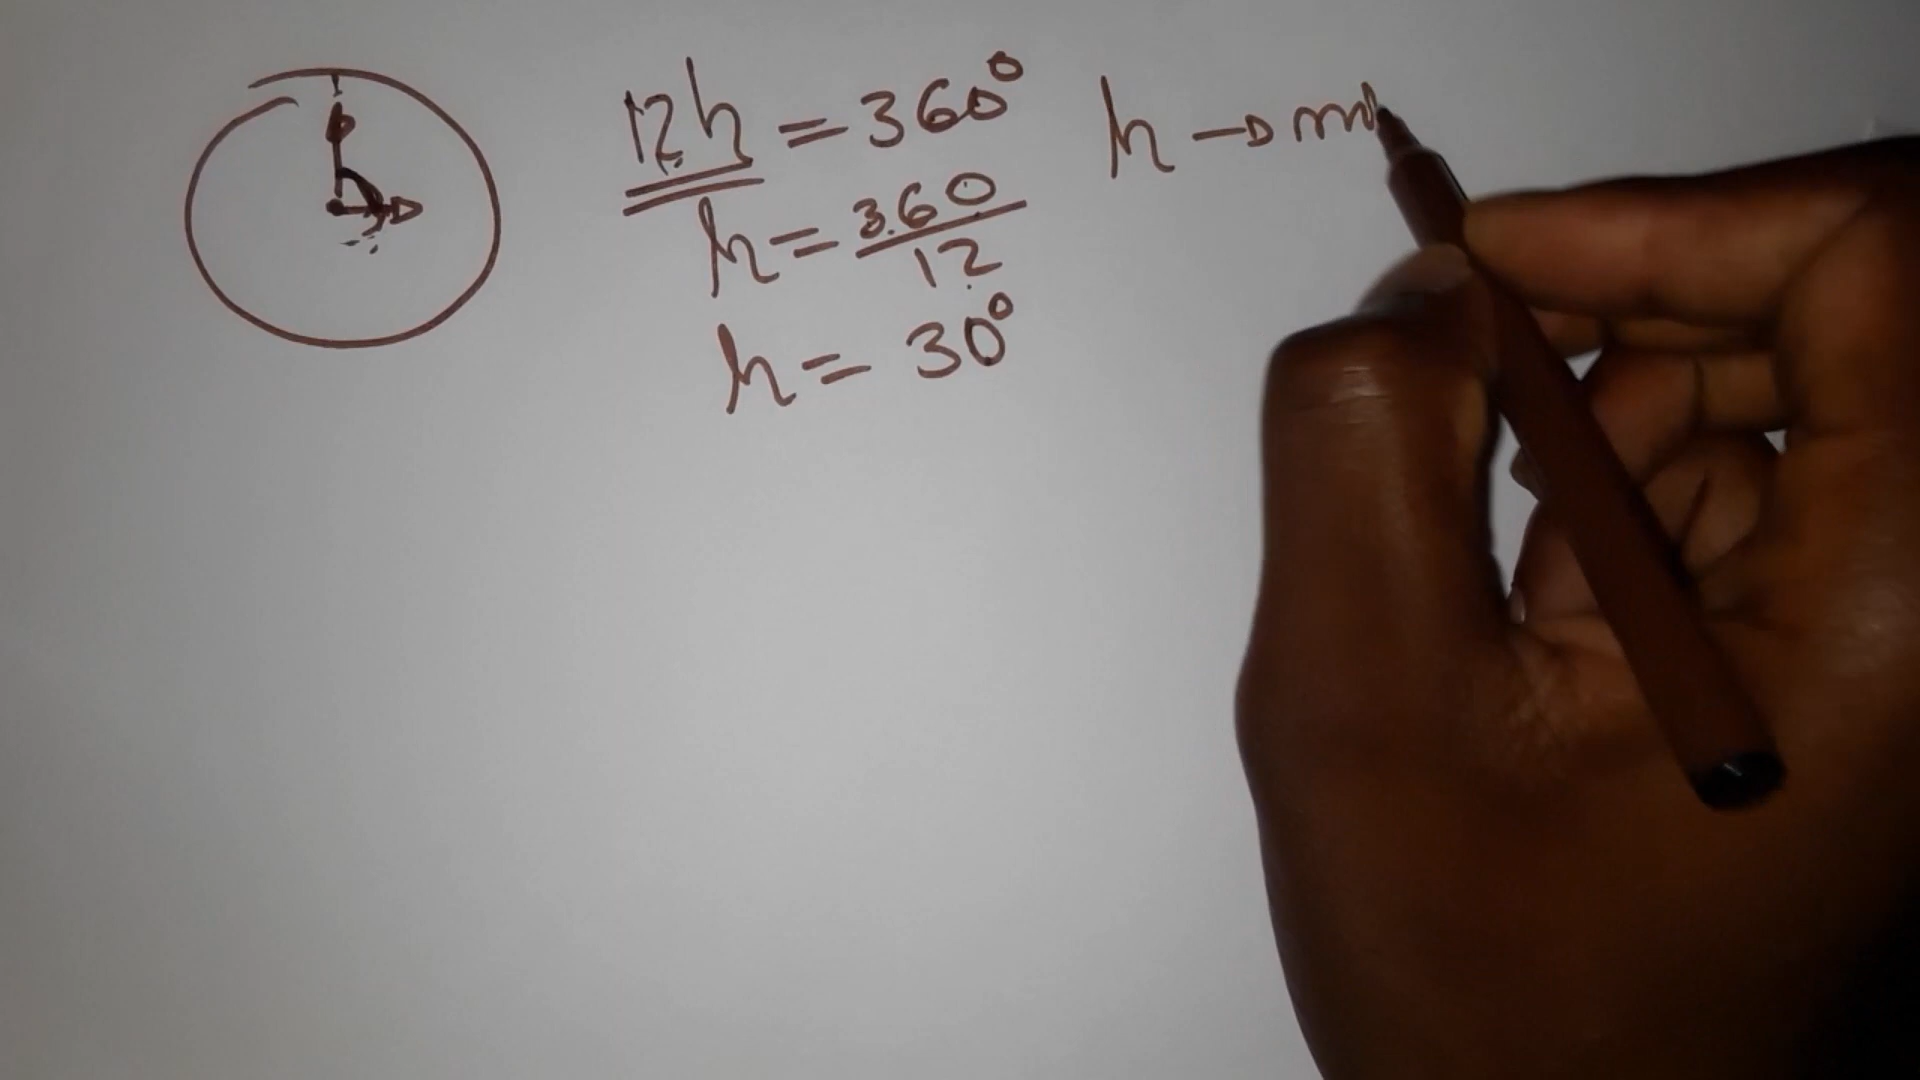 12h = 360° h → m
h = 360/12
h = 30°